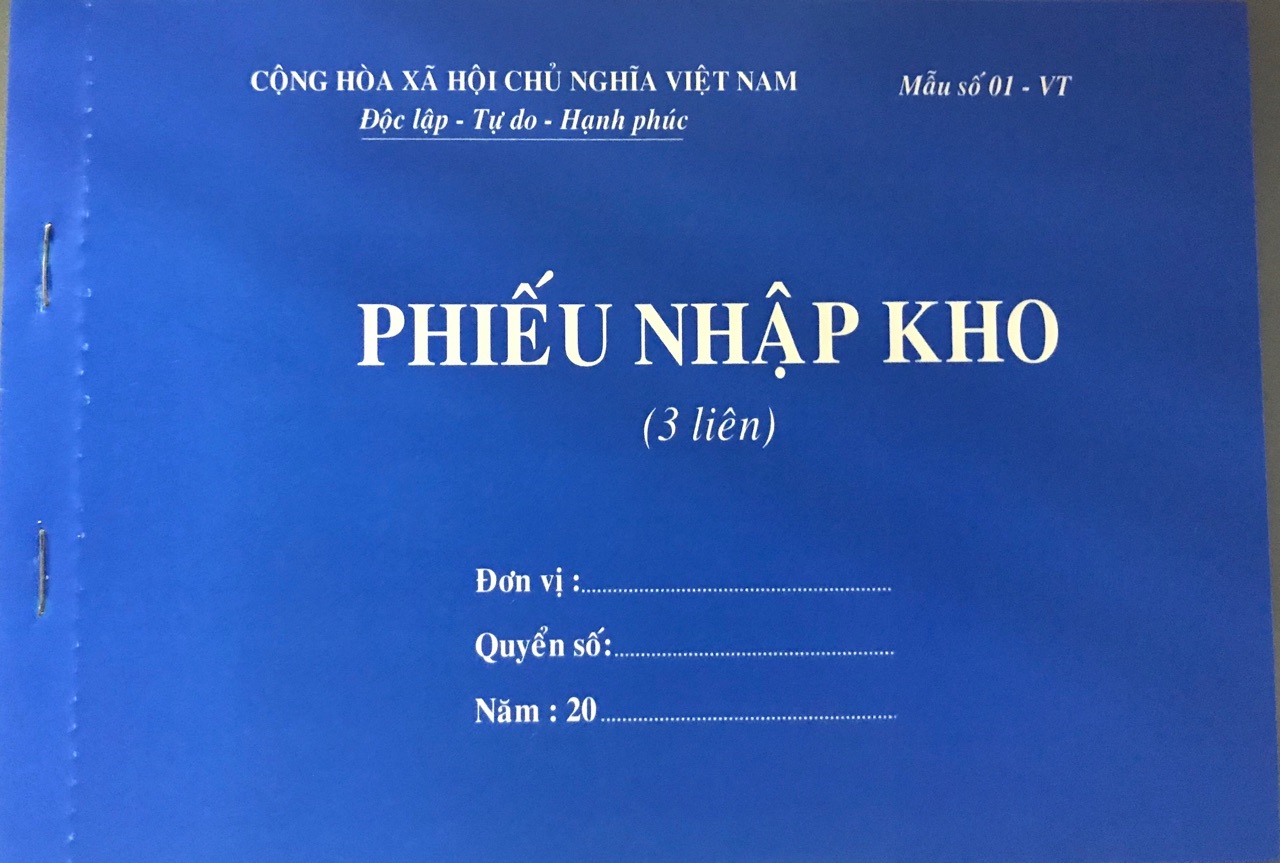 CỘNG HÒA XÃ HỘI CHỦ NGHĨA VIỆT NAM
Mẫu số 01 - VT
Độc lập - Tự do - Hạnh phúc
PHIẾU NHẬP KHO
(3 liên)
Đơn vị :
Quyển số:
Năm : 20